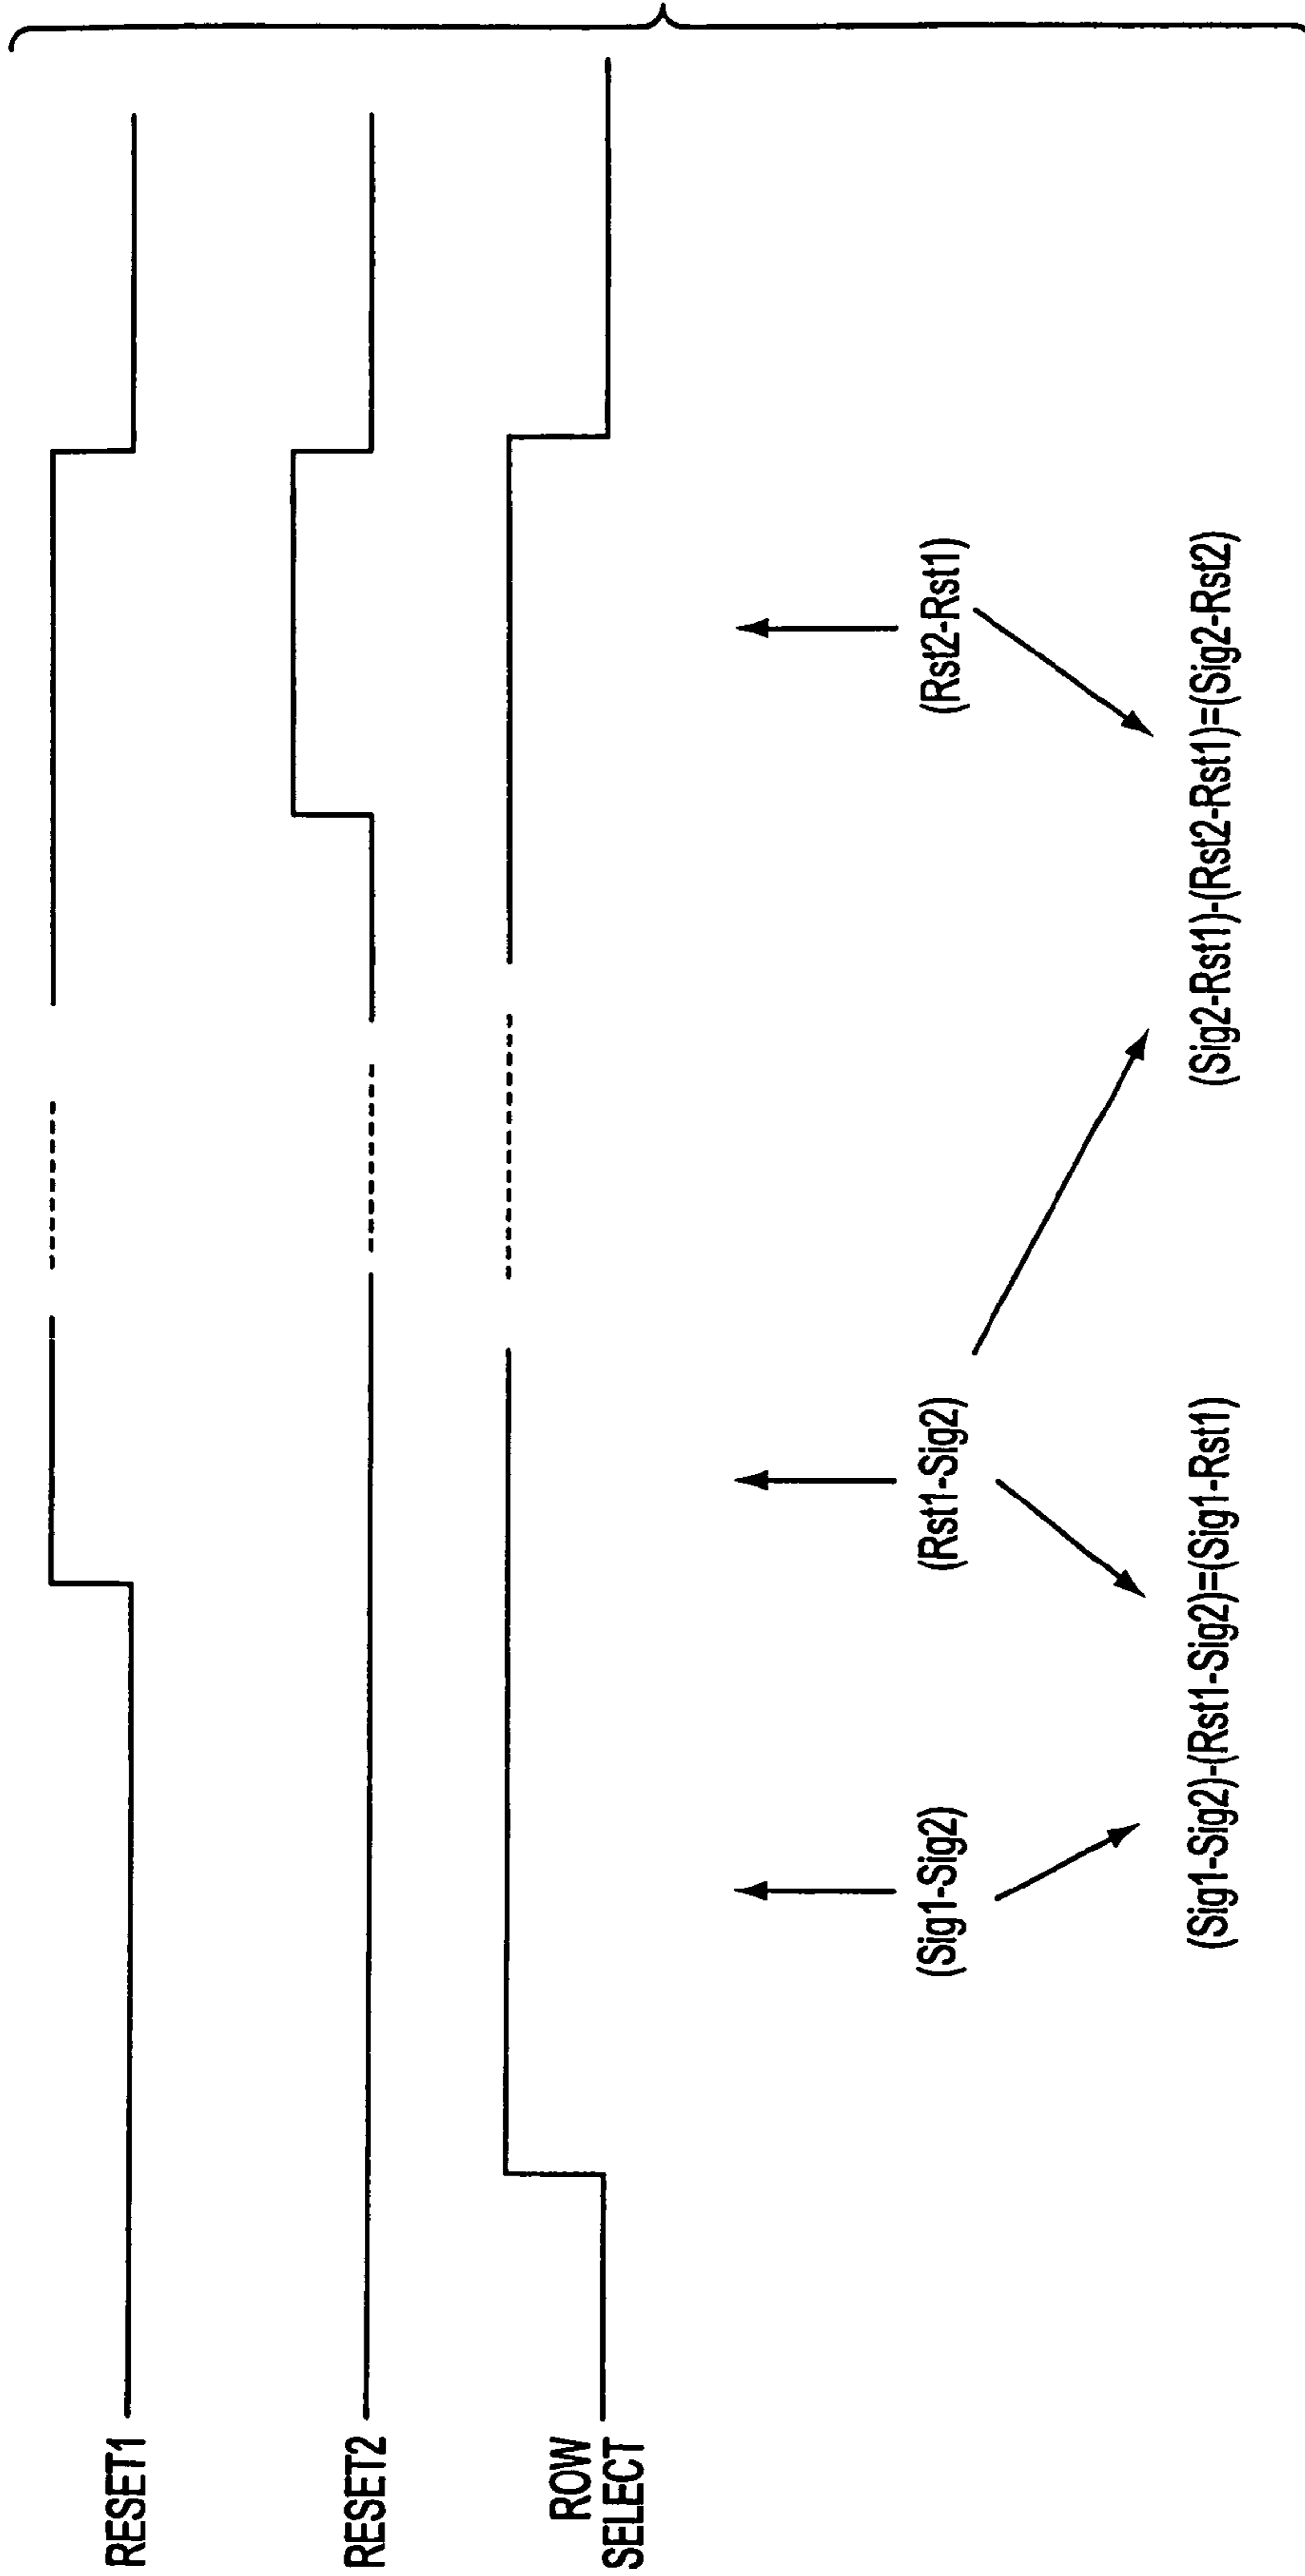 RESET1
RESET2
ROW
SELECT
(Sig1-Sig2)
(Rst1-Sig2)
(Rst2-Rst1)
(Sig1-Sig2)-(Rst1-Sig2)=(Sig1-Rst1)
(Sig2-Rst1)-(Rst2-Rst1)=(Sig2-Rst2)